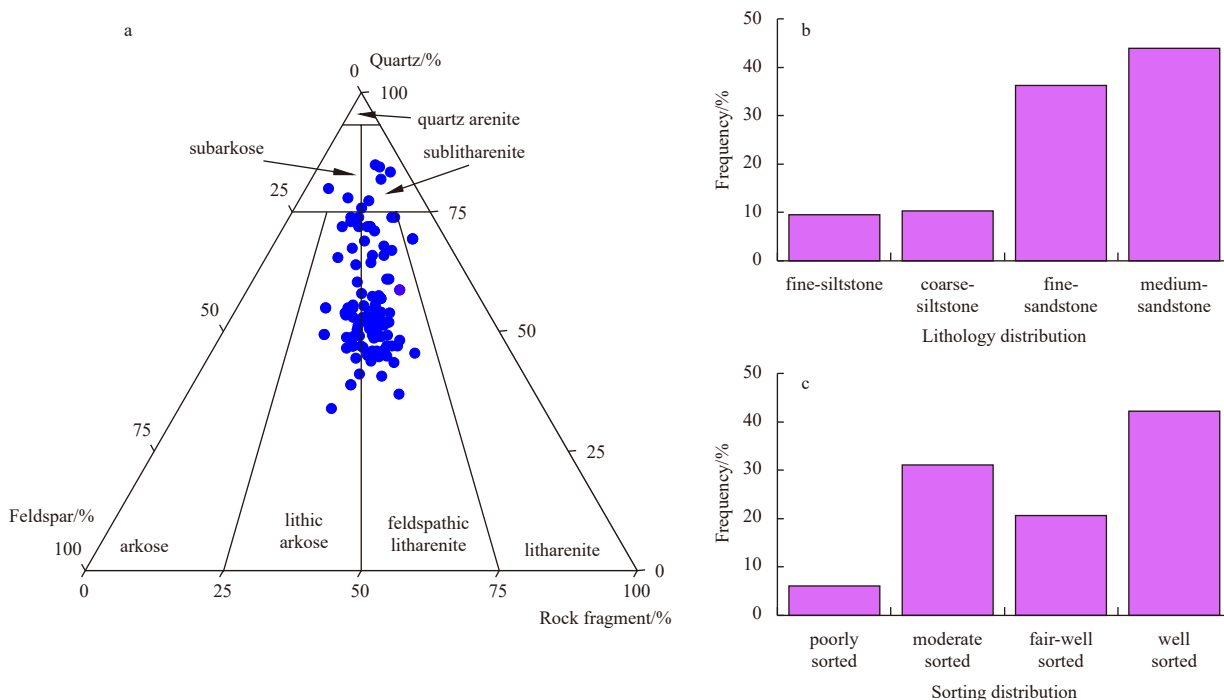 a
Quartz/%
0
100
quartz arenite
subarkose
sublitharenite
25
75
50
50
75
25
Feldspar/%
100
arkose
lithic
arkose
feldspathic
litharenite
litharenite
0
0
25
50
75
100
Rock fragment/%
b
50
40
30
20
10
0
Frequency/%
fine-siltstone
coarse-
siltstone
fine-
sandstone
medium-
sandstone
Lithology distribution
c
50
40
30
20
10
0
Frequency/%
poorly
sorted
moderate
sorted
fair-well
sorted
well
sorted
Sorting distribution